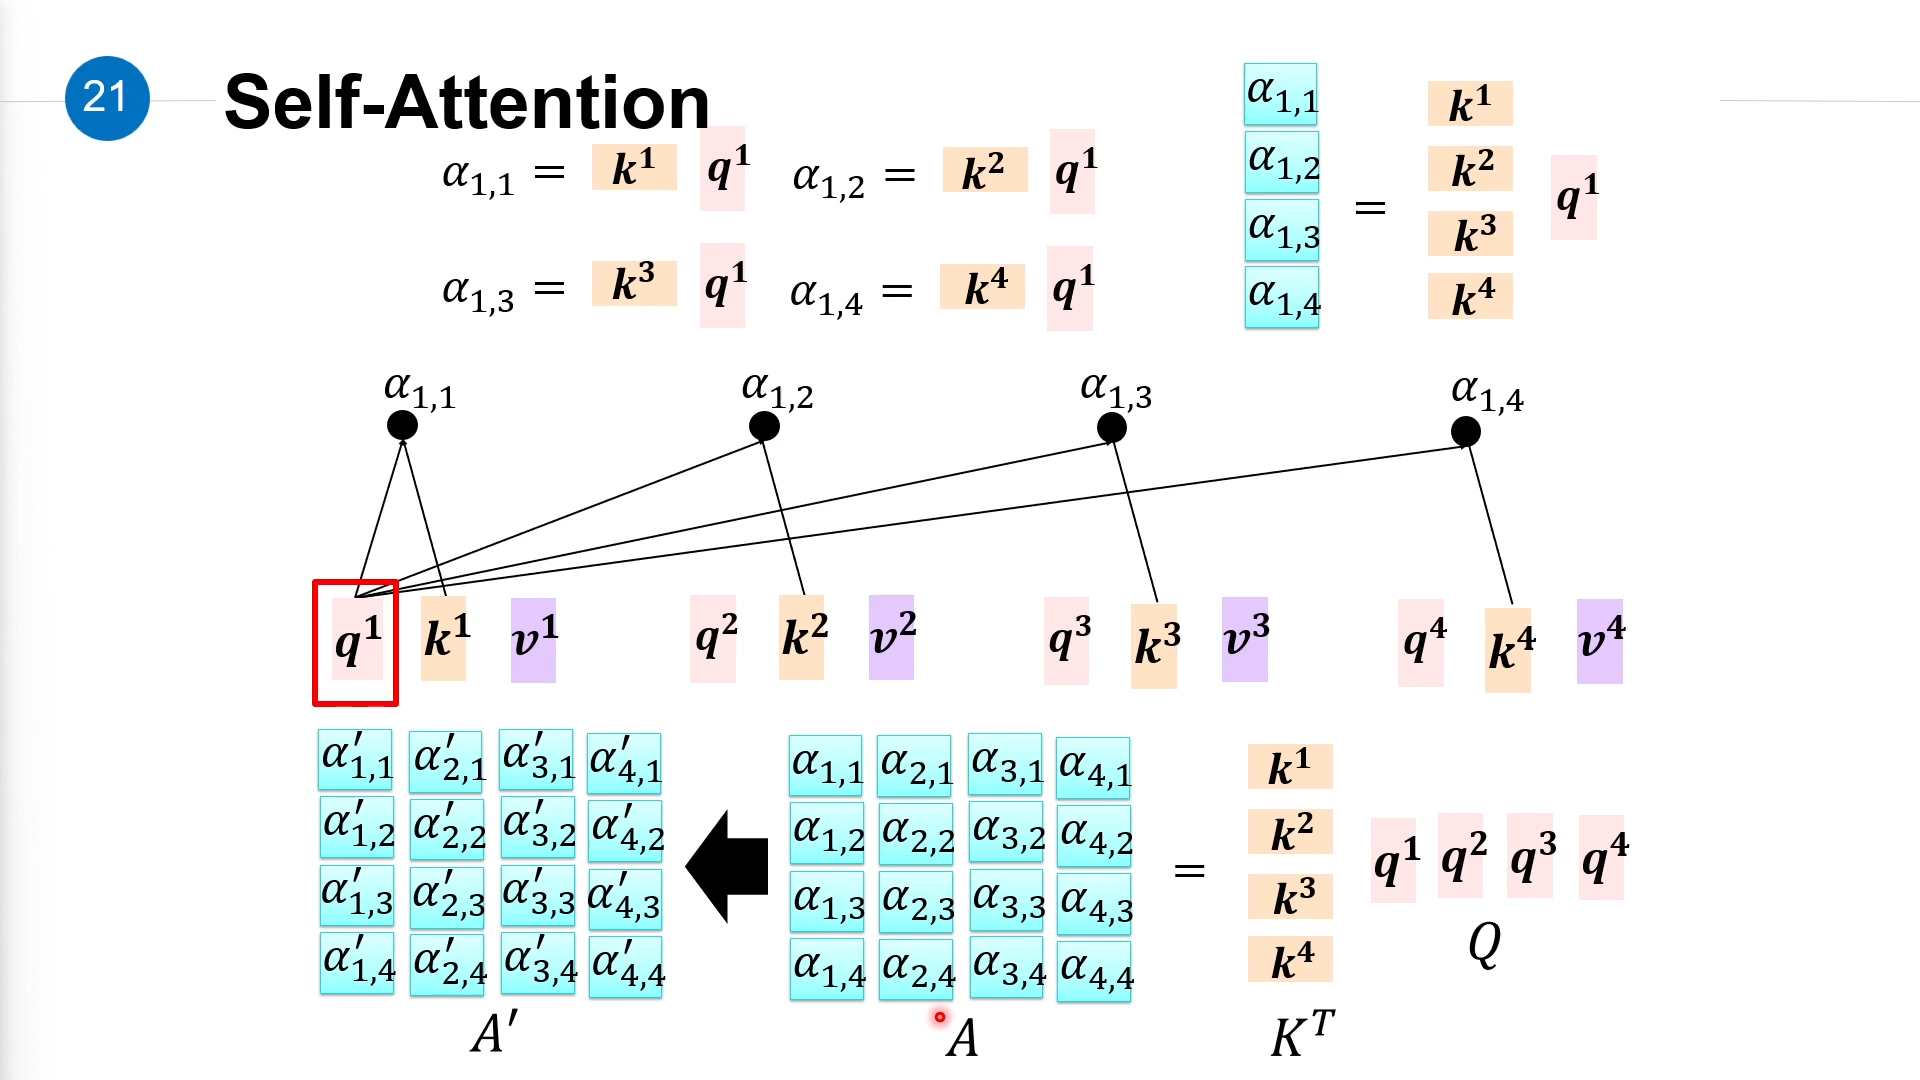 21
Self-Attention
α₁,₁ = k¹ q¹ α₁,₂ = k² q¹
α₁,₃ = k³ q¹ α₁,₄ = k⁴ q¹
α₁,₁
α₁,₂
α₁,₃
α₁,₄
=
k¹
k²
k³
k⁴
q¹
α₁,₁ α₁,₂ α₁,₃ α₁,₄
q¹ k¹ v¹ q² k² v² q³ k³ v³ q⁴ k⁴ v⁴
α′₁,₁ α′₂,₁ α′₃,₁ α′₄,₁
α′₁,₂ α′₂,₂ α′₃,₂ α′₄,₂
α′₁,₃ α′₂,₃ α′₃,₃ α′₄,₃
α′₁,₄ α′₂,₄ α′₃,₄ α′₄,₄
A′
α₁,₁ α₂,₁ α₃,₁ α₄,₁
α₁,₂ α₂,₂ α₃,₂ α₄,₂
α₁,₃ α₂,₃ α₃,₃ α₄,₃
α₁,₄ α₂,₄ α₃,₄ α₄,₄
A
=
k¹
k²
k³
k⁴
Kᵀ
q¹ q² q³ q⁴
Q